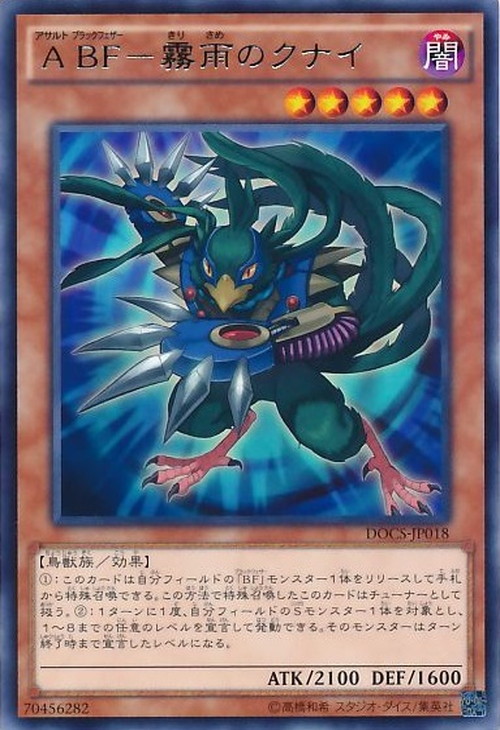 アサルト ブラックフェザー きり さめ
A BF－霧雨のクナイ
やみ
闇
DOCS-JP018
【鳥獣族／効果】
①：このカードは自分フィールドの「BF」モンスター１体をリリースして手札
から特殊召喚できる。この方法で特殊召喚したこのカードはチューナーとして
扱う。②：１ターンに１度、自分フィールドのＳモンスター１体を対象とし、
１～８までの任意のレベルを宣言して発動できる。そのモンスターはターン
終了時まで宣言したレベルになる。
ATK/2100 DEF/1600
70456282
©高橋和希 スタジオ・ダイス/集英社